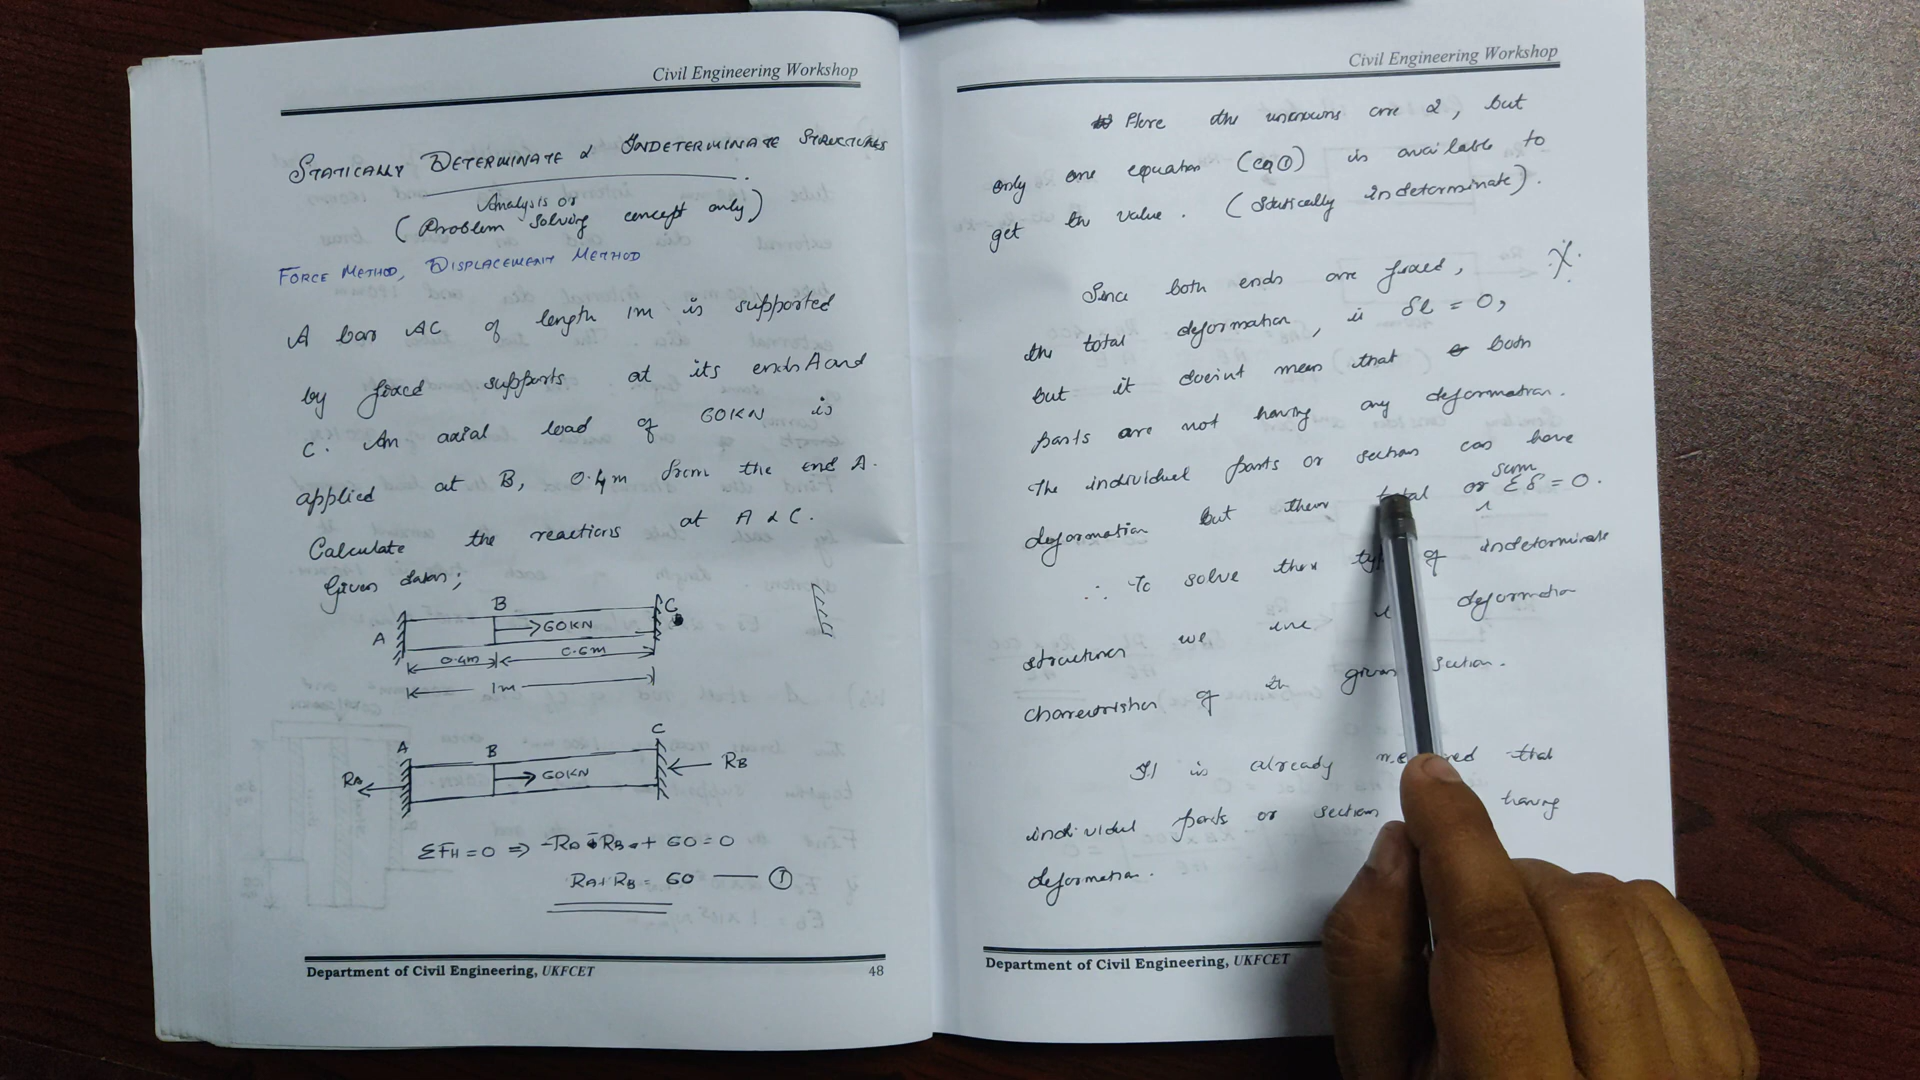 Civil Engineering Workshop
STATICALLY DETERMINATE & INDETERMINATE STRUCTURES
Analysis or
(Problem solving concept only)
FORCE METHOD, DISPLACEMENT METHOD
A bar AC of length 1m is supported
by fixed supports at its ends A and
C. An axial load of 60KN is
applied at B, 0.4m from the end A.
Calculate the reactions at A & C.
Given data;
A B C
60KN
0.4m 0.6m
1m
A B C
RA 60KN RB
ΣFH = 0 ⇒ -RA - RB + 60 = 0
RA + RB = 60 ①
Department of Civil Engineering, UKFCET 48
Civil Engineering Workshop
Here the unknowns are 2, but
only one equation (eq①) is available to
get the value. (Statically Indeterminate).
Since both ends are fixed,
the total deformation, is δl = 0,
but it doesint mean that both
parts are not having any deformation.
The individuel parts or section can have
sum
deformation but their total or Σδ = 0.
∴ To solve of indeterminate
structures we deformation
of the given section.
It is already that
individul parts or section having
deformation.
Department of Civil Engineering, UKFCET